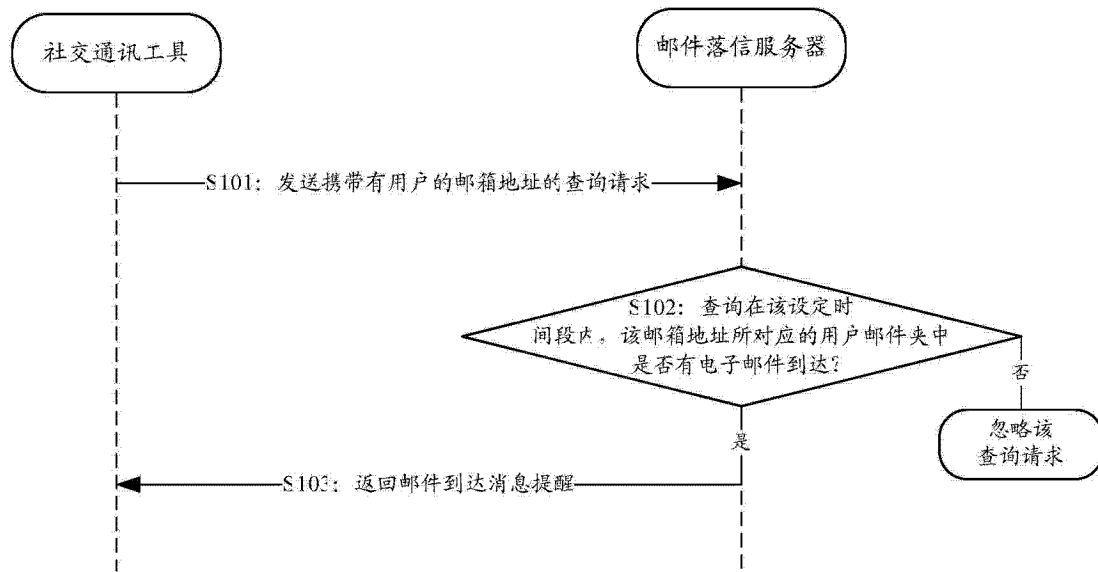 社交通讯工具
邮件落信服务器
S101：发送携带有用户的邮箱地址的查询请求
S102：查询在该设定时
间段内，该邮箱地址所对应的用户邮件夹中
是否有电子邮件到达？
否
忽略该
查询请求
是
S103：返回邮件到达消息提醒